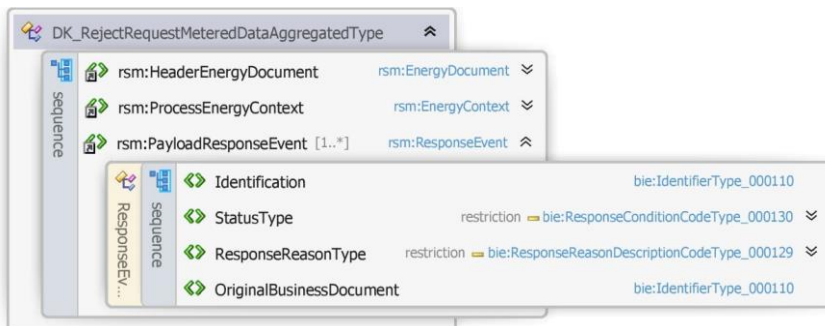 DK_RejectRequestMeteredDataAggregatedType
sequence
rsm:HeaderEnergyDocument rsm:EnergyDocument
rsm:ProcessEnergyContext rsm:EnergyContext
rsm:PayloadResponseEvent [1..*] rsm:ResponseEvent
ResponseEv...
sequence
Identification bie:IdentifierType_000110
StatusType restriction bie:ResponseConditionCodeType_000130
ResponseReasonType restriction bie:ResponseReasonDescriptionCodeType_000129
OriginalBusinessDocument bie:IdentifierType_000110